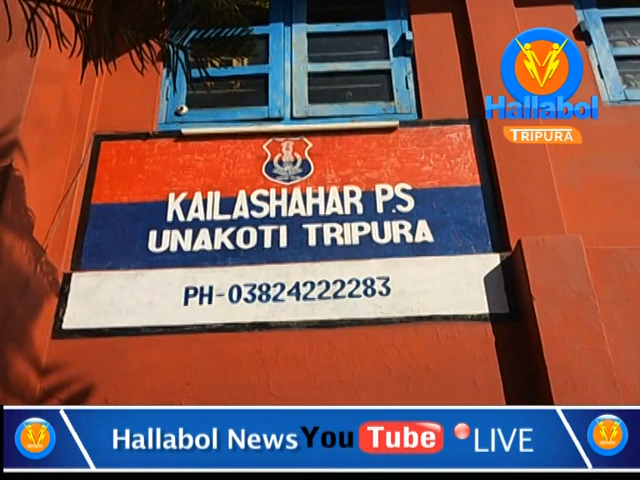 Hallabol
TRIPURA
KAILASHAHAR P.S
UNAKOTI TRIPURA
PH-03824222283
Hallabol News You Tube LIVE